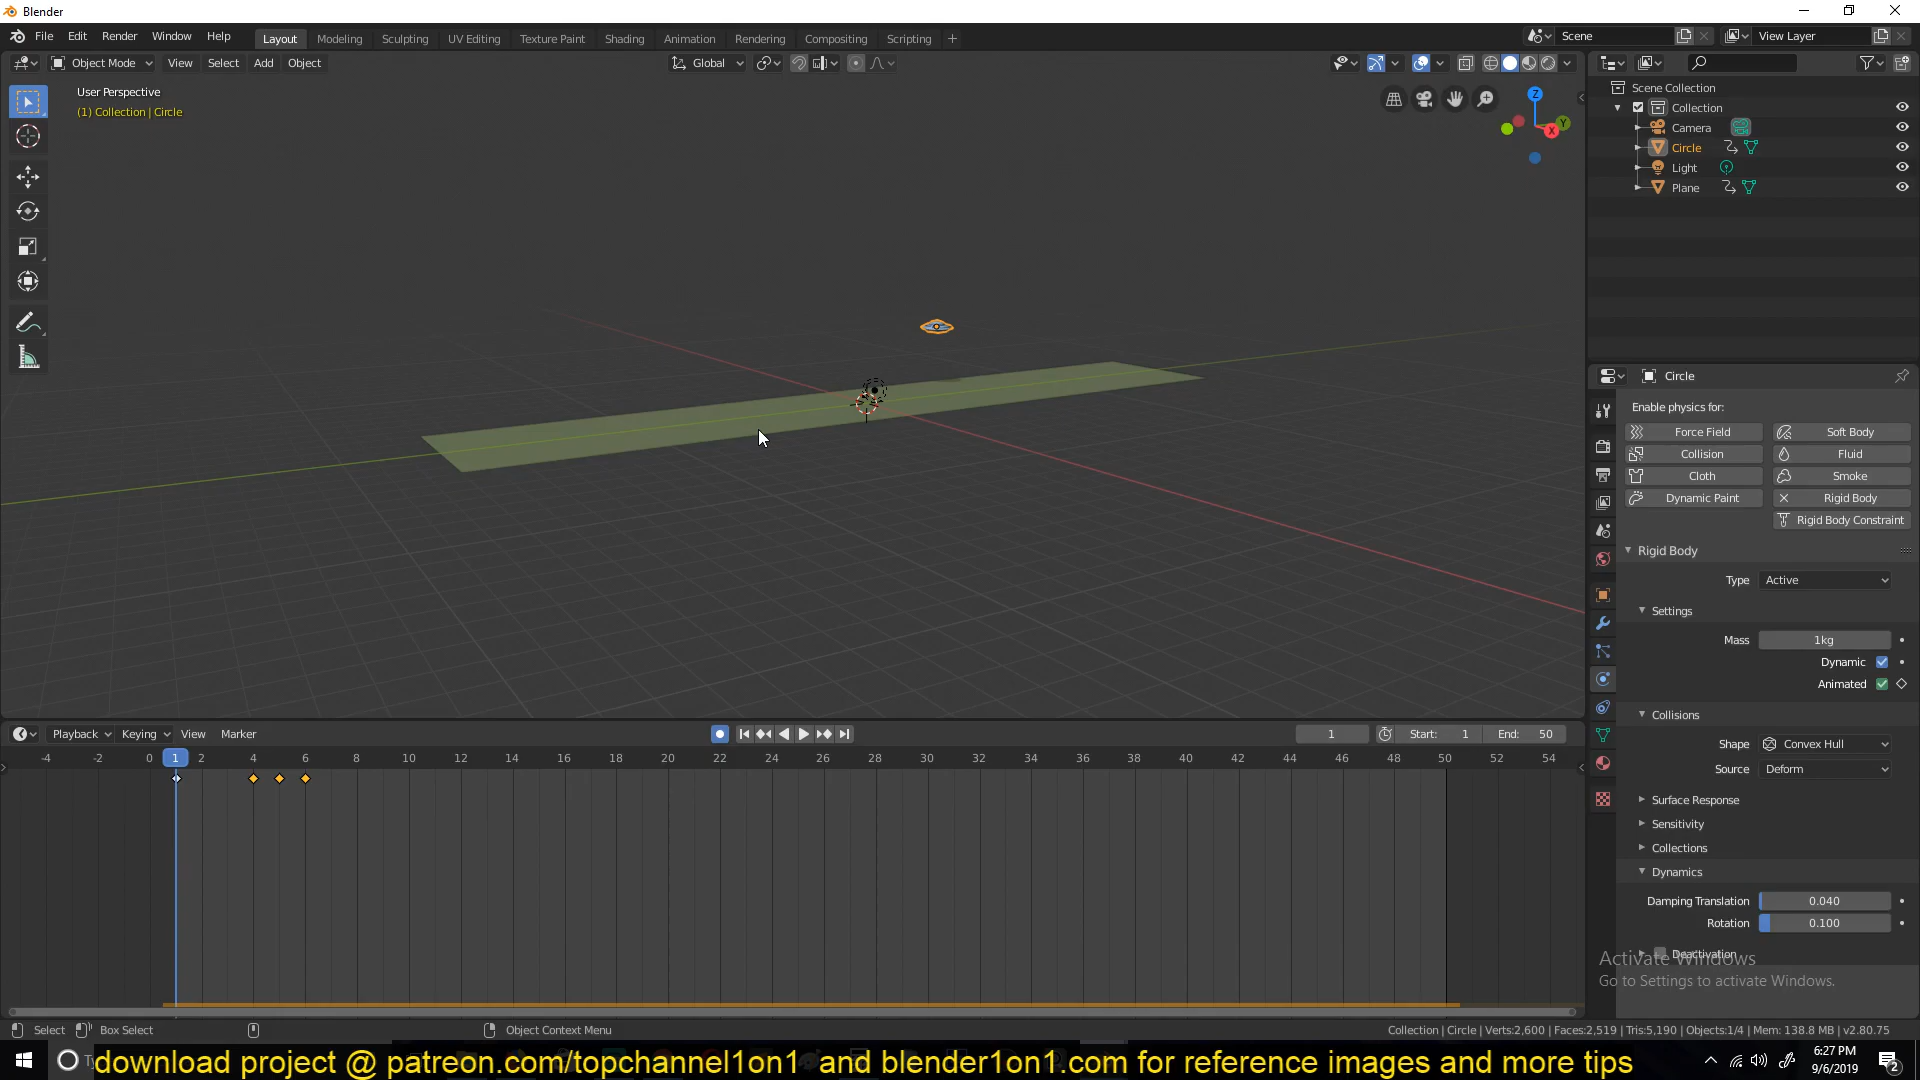 Blender
File Edit Render Window Help Layout Modeling Sculpting UV Editing Texture Paint Shading Animation Rendering Compositing Scripting + Scene View Layer
Object Mode View Select Add Object Global
User Perspective
(1) Collection | Circle
Z
Y
X
Scene Collection
Collection
Camera
Circle
Light
Plane
Circle
Enable physics for:
Force Field Soft Body
Collision Fluid
Cloth Smoke
Dynamic Paint Rigid Body
Rigid Body Constraint
Rigid Body
Type Active
Settings
Mass 1kg
Dynamic
Animated
Collisions
Shape Convex Hull
Source Deform
Surface Response
Sensitivity
Collections
Dynamics
Damping Translation 0.040
Rotation 0.100
Deactivation
Activate Windows
Go to Settings to activate Windows.
Playback Keying View Marker 1 Start: 1 End: 50
-4 -2 0 1 2 4 6 8 10 12 14 16 18 20 22 24 26 28 30 32 34 36 38 40 42 44 46 48 50 52 54
Select Box Select Object Context Menu Collection | Circle | Verts:2,600 | Faces:2,519 | Tris:5,190 | Objects:1/4 | Mem: 138.8 MB | v2.80.75
download project @ patreon.com/topchannel1on1 and blender1on1.com for reference images and more tips
6:27 PM
9/6/2019
2